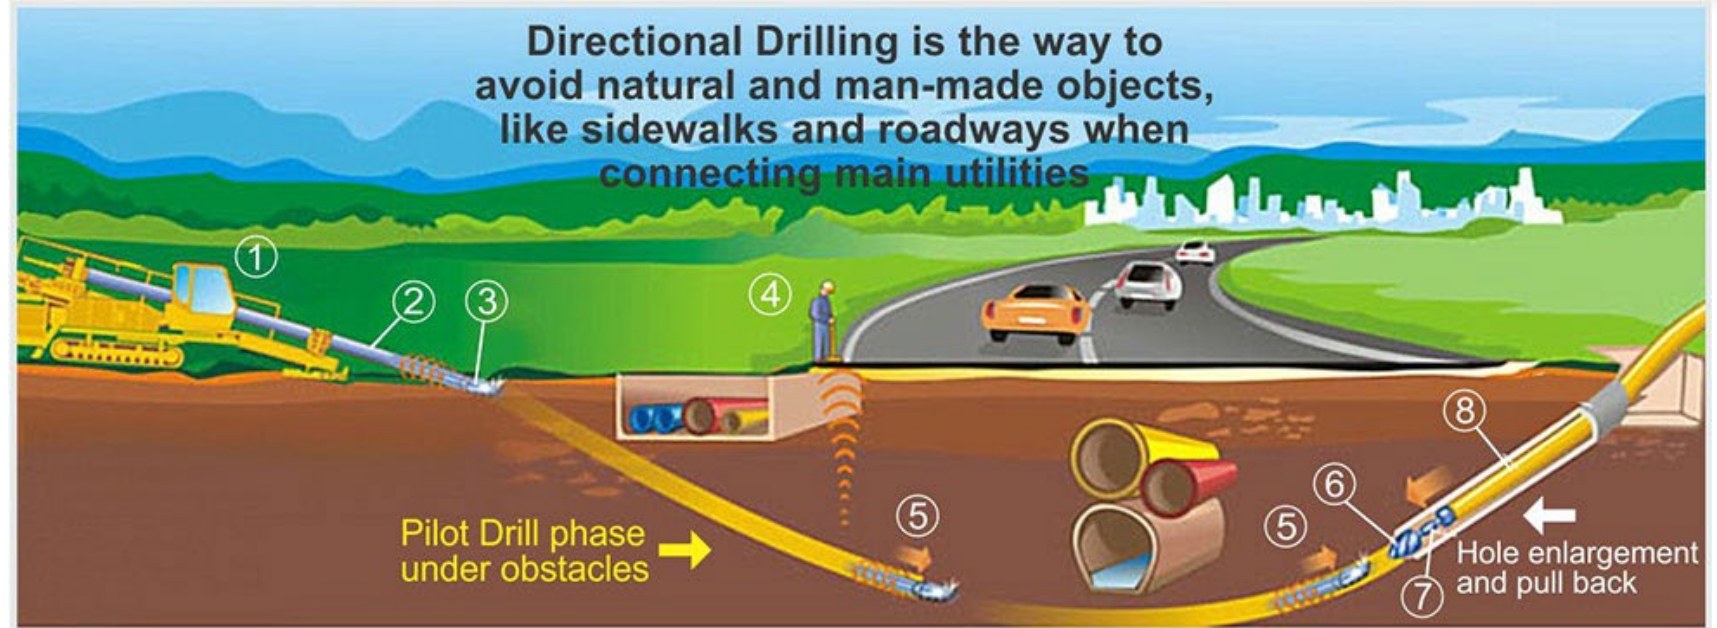 Directional Drilling is the way to
avoid natural and man-made objects,
like sidewalks and roadways when
connecting main utilities
1
2
3
4
8
6
5
5
Pilot Drill phase
under obstacles
Hole enlargement
and pull back
7